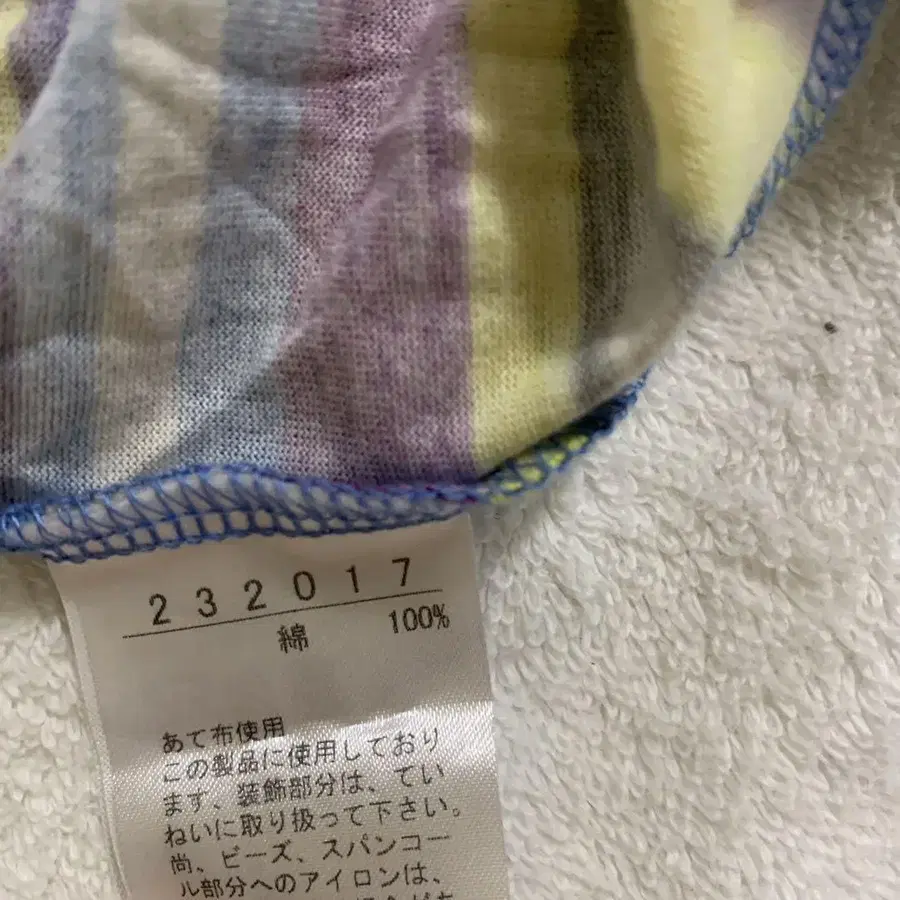 232017
綿 100%
あて布使用
この製品に使用しており
ます、装飾部分は、てい
ねいに取り扱って下さい。
尚、ビーズ、スパンコー
ル部分へのアイロンは、